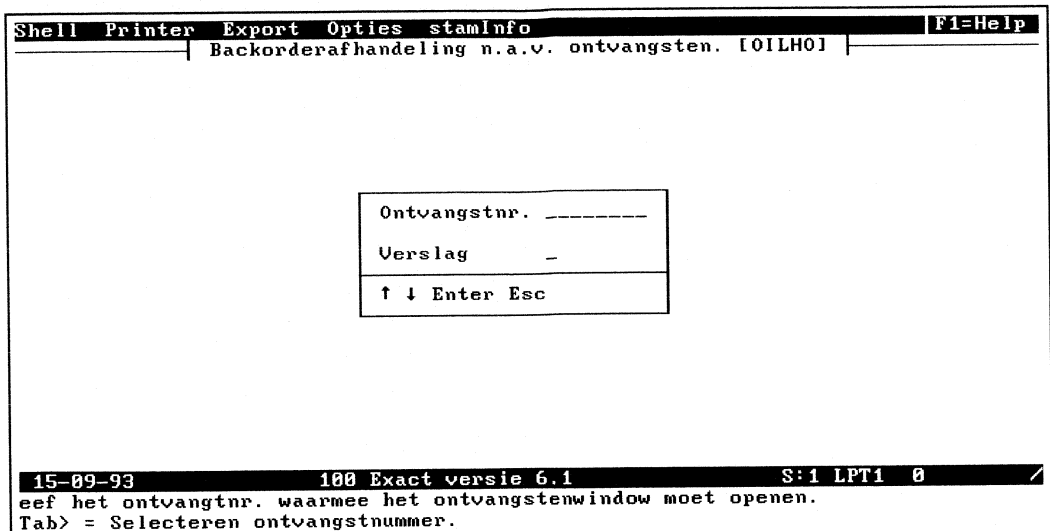 Shell Printer Export Opties stamInfo F1=Help
Backorderafhandeling n.a.v. ontvangsten. [OILHO]
Ontvangstnr. ________
Verslag _
↑ ↓ Enter Esc
15-09-93 100 Exact versie 6.1 S:1 LPT1 0 /
eef het ontvangtnr. waarmee het ontvangstenwindow moet openen.
Tab> = Selecteren ontvangstnummer.